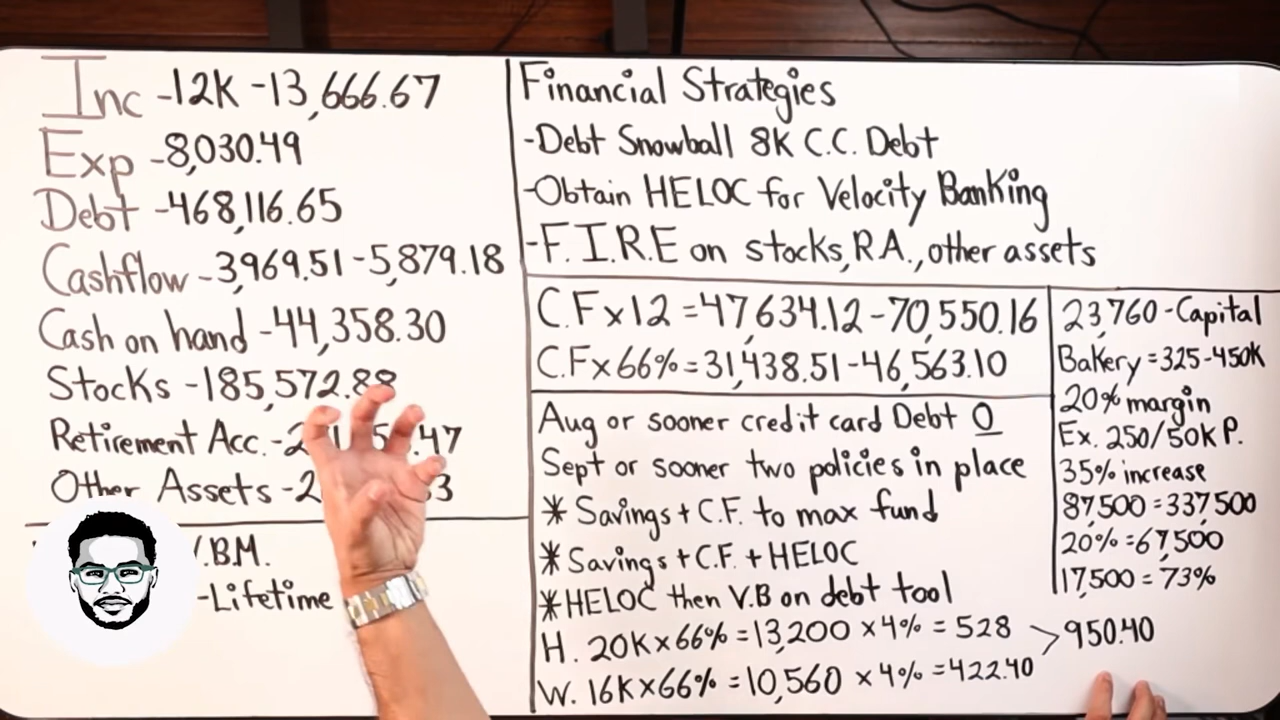 Inc -12K -13,666.67
Exp -8,030.49
Debt -468,116.65
Cashflow -3,969.51 -5,879.18
Cash on hand -44,358.30
Stocks -185,572.88
Retirement Acc.
Other Assets
.B.M.
-Lifetime
Financial Strategies
-Debt Snowball 8K C.C. Debt
-Obtain HELOC for Velocity Banking
-F.I.R.E on stocks, R.A., other assets
C.F x 12 = 47,634.12 - 70,550.16
C.F x 66% = 31,438.51 - 46,563.10
Aug or sooner credit card Debt 0
Sept or sooner two policies in place
* Savings + C.F. to max fund
* Savings + C.F. + HELOC
* HELOC then V.B on debt tool
H. 20K x 66% = 13,200 x 4% = 528 > 950.40
W. 16K x 66% = 10,560 x 4% = 422.40
23,760 - Capital
Bakery = 325-450K
20% margin
Ex. 250/50K P.
35% increase
87,500 = 337,500
20% = 67,500
17,500 = 73%